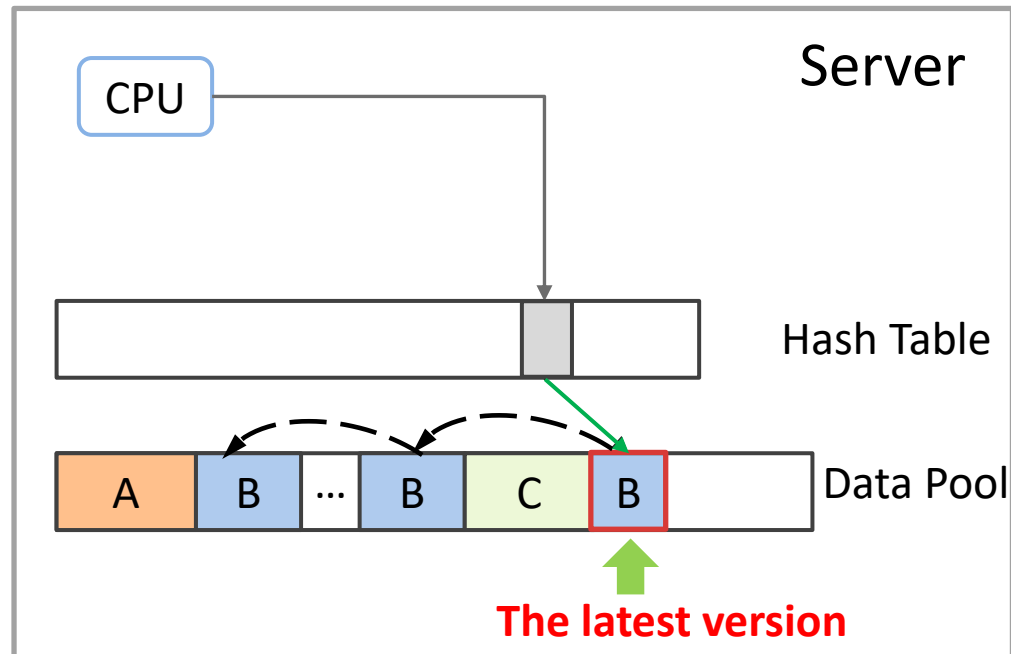 Server
CPU
Hash Table
A B ... B C B
Data Pool
The latest version